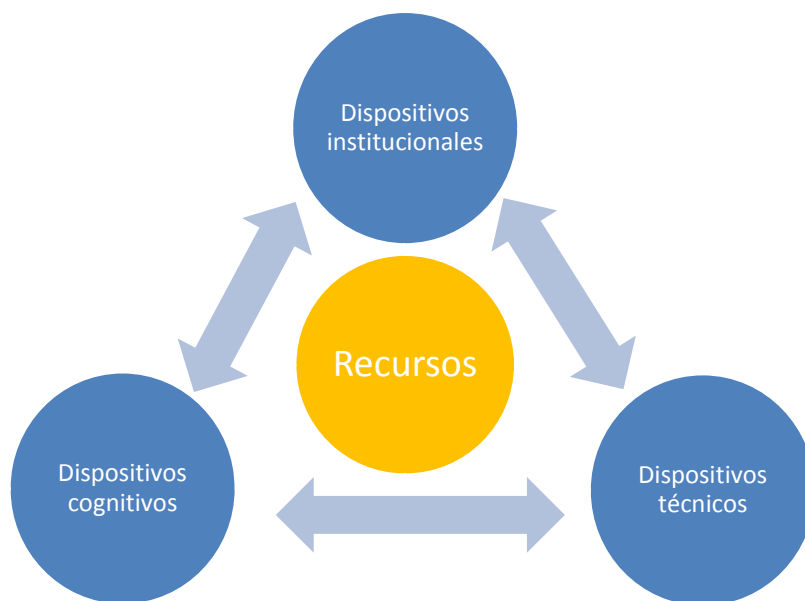 Dispositivos
institucionales
Recursos
Dispositivos
cognitivos
Dispositivos
técnicos